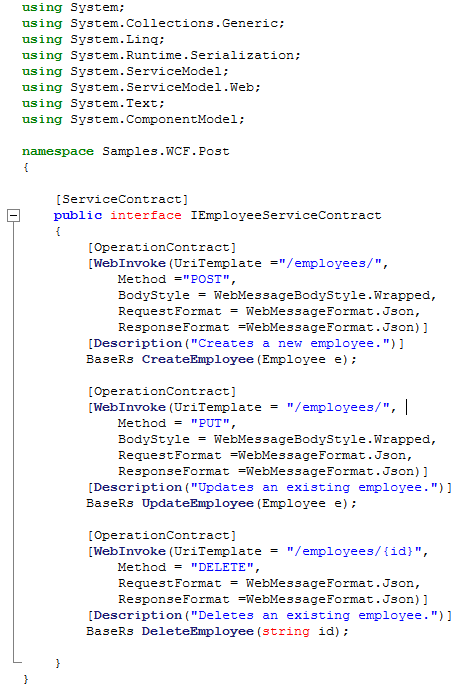 using System;
using System.Collections.Generic;
using System.Linq;
using System.Runtime.Serialization;
using System.ServiceModel;
using System.ServiceModel.Web;
using System.Text;
using System.ComponentModel;
namespace Samples.WCF.Post
{
[ServiceContract]
public interface IEmployeeServiceContract
{
[OperationContract]
[WebInvoke(UriTemplate ="/employees/",
Method ="POST",
BodyStyle = WebMessageBodyStyle.Wrapped,
RequestFormat = WebMessageFormat.Json,
ResponseFormat =WebMessageFormat.Json)]
[Description("Creates a new employee.")]
BaseRs CreateEmployee(Employee e);
[OperationContract]
[WebInvoke(UriTemplate = "/employees/",
Method = "PUT",
BodyStyle = WebMessageBodyStyle.Wrapped,
RequestFormat =WebMessageFormat.Json,
ResponseFormat =WebMessageFormat.Json)]
[Description("Updates an existing employee.")]
BaseRs UpdateEmployee(Employee e);
[OperationContract]
[WebInvoke(UriTemplate = "/employees/{id}",
Method = "DELETE",
RequestFormat = WebMessageFormat.Json,
ResponseFormat =WebMessageFormat.Json)]
[Description("Deletes an existing employee.")]
BaseRs DeleteEmployee(string id);
}
}